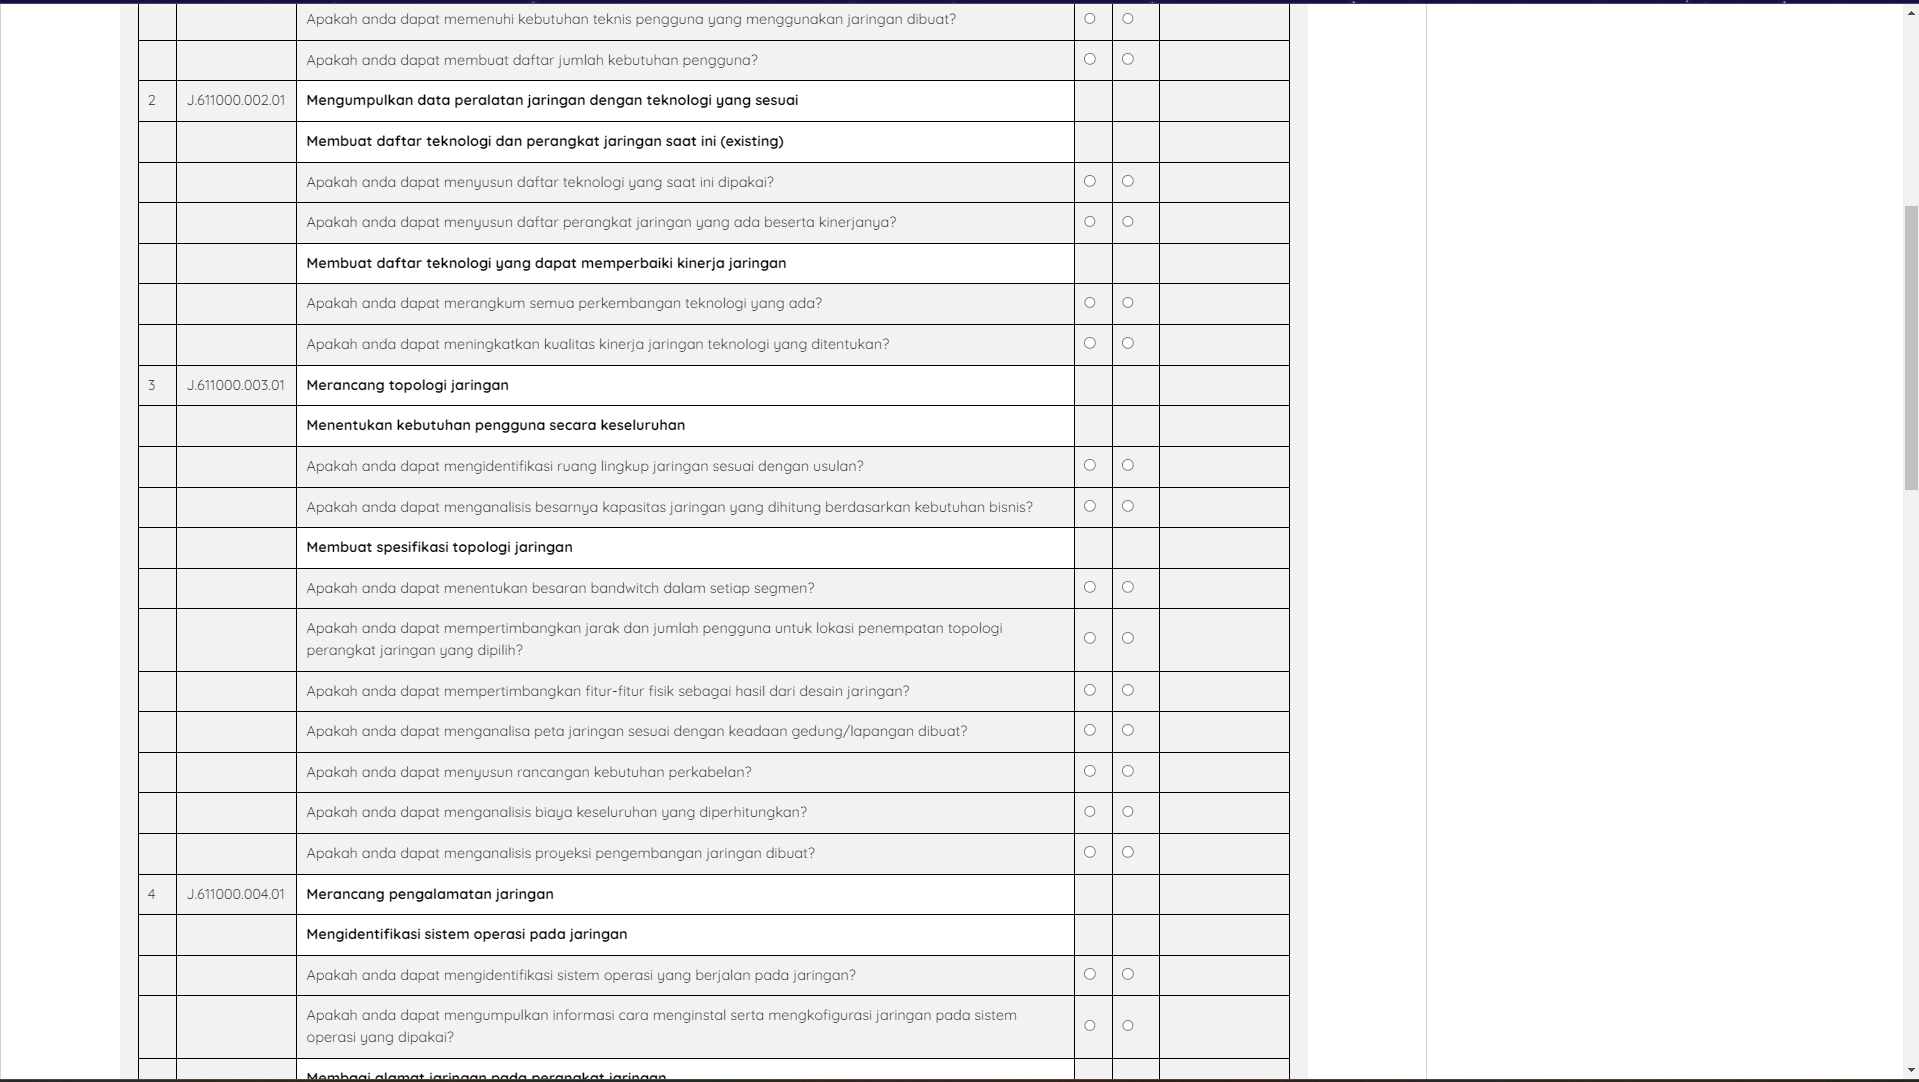 Apakah anda dapat memenuhi kebutuhan teknis pengguna yang menggunakan jaringan dibuat?
Apakah anda dapat membuat daftar jumlah kebutuhan pengguna?
2 J.611000.002.01 Mengumpulkan data peralatan jaringan dengan teknologi yang sesuai
Membuat daftar teknologi dan perangkat jaringan saat ini (existing)
Apakah anda dapat menyusun daftar teknologi yang saat ini dipakai?
Apakah anda dapat menyusun daftar perangkat jaringan yang ada beserta kinerjanya?
Membuat daftar teknologi yang dapat memperbaiki kinerja jaringan
Apakah anda dapat merangkum semua perkembangan teknologi yang ada?
Apakah anda dapat meningkatkan kualitas kinerja jaringan teknologi yang ditentukan?
3 J.611000.003.01 Merancang topologi jaringan
Menentukan kebutuhan pengguna secara keseluruhan
Apakah anda dapat mengidentifikasi ruang lingkup jaringan sesuai dengan usulan?
Apakah anda dapat menganalisis besarnya kapasitas jaringan yang dihitung berdasarkan kebutuhan bisnis?
Membuat spesifikasi topologi jaringan
Apakah anda dapat menentukan besaran bandwitch dalam setiap segmen?
Apakah anda dapat mempertimbangkan jarak dan jumlah pengguna untuk lokasi penempatan topologi
perangkat jaringan yang dipilih?
Apakah anda dapat mempertimbangkan fitur-fitur fisik sebagai hasil dari desain jaringan?
Apakah anda dapat menganalisa peta jaringan sesuai dengan keadaan gedung/lapangan dibuat?
Apakah anda dapat menyusun rancangan kebutuhan perkabelan?
Apakah anda dapat menganalisis biaya keseluruhan yang diperhitungkan?
Apakah anda dapat menganalisis proyeksi pengembangan jaringan dibuat?
4 J.611000.004.01 Merancang pengalamatan jaringan
Mengidentifikasi sistem operasi pada jaringan
Apakah anda dapat mengidentifikasi sistem operasi yang berjalan pada jaringan?
Apakah anda dapat mengumpulkan informasi cara menginstal serta mengkofigurasi jaringan pada sistem
operasi yang dipakai?
Membagi alamat jaringan pada perangkat jaringan